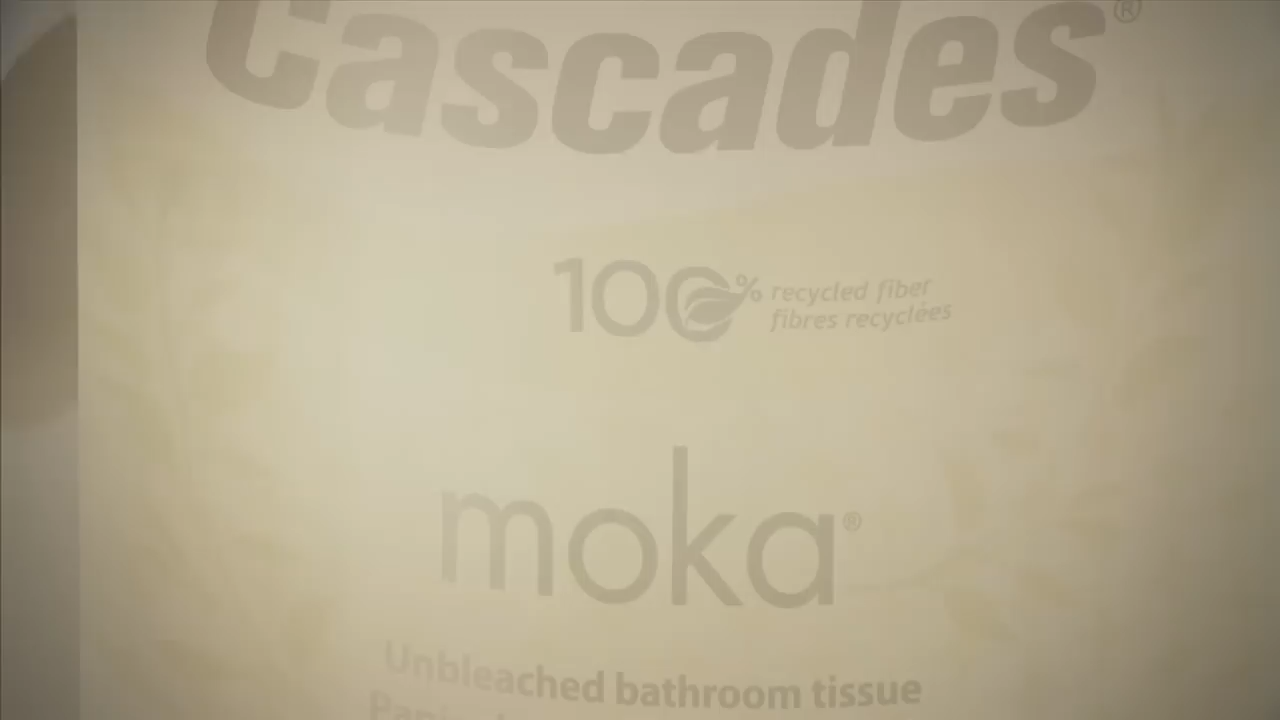 Cascades®
100% recycled fiber
fibres recyclées
moka®
Unbleached bathroom tissue